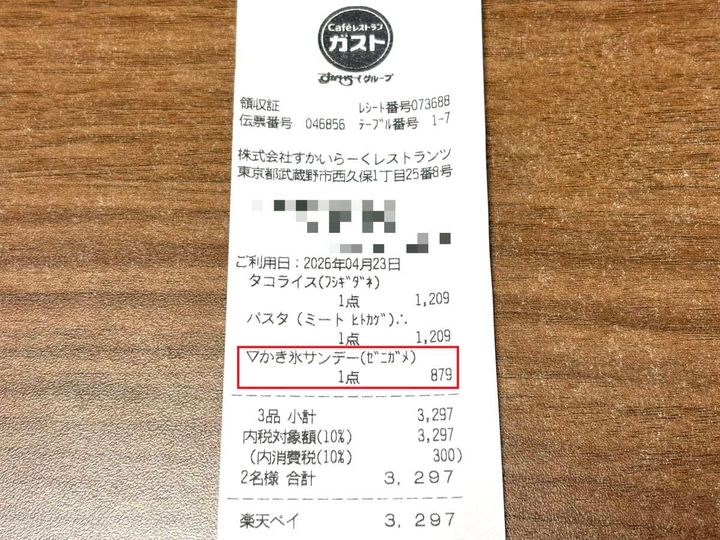 Caféレストラン
ガスト
すかいらーくグループ
領収証 ﾚｼｰﾄ番号073688
伝票番号 046856 ﾃｰﾌﾞﾙ番号 1-7
株式会社すかいらーくレストランツ
東京都武蔵野市西久保1丁目25番8号
ご利用日：2026年04月23日
タコライス(ﾌｼｷﾞﾀﾞﾈ)
1点 1,209
パスタ（ミート ﾋﾄｶｹﾞ)∴
1点 1,209
▽かき氷サンデー(ｾﾞﾆｶﾞﾒ)
1点 879
3品 小計 3,297
内税対象額(10%) 3,297
(内消費税(10%) 300)
2名様 合計 3,297
楽天ペイ 3,297